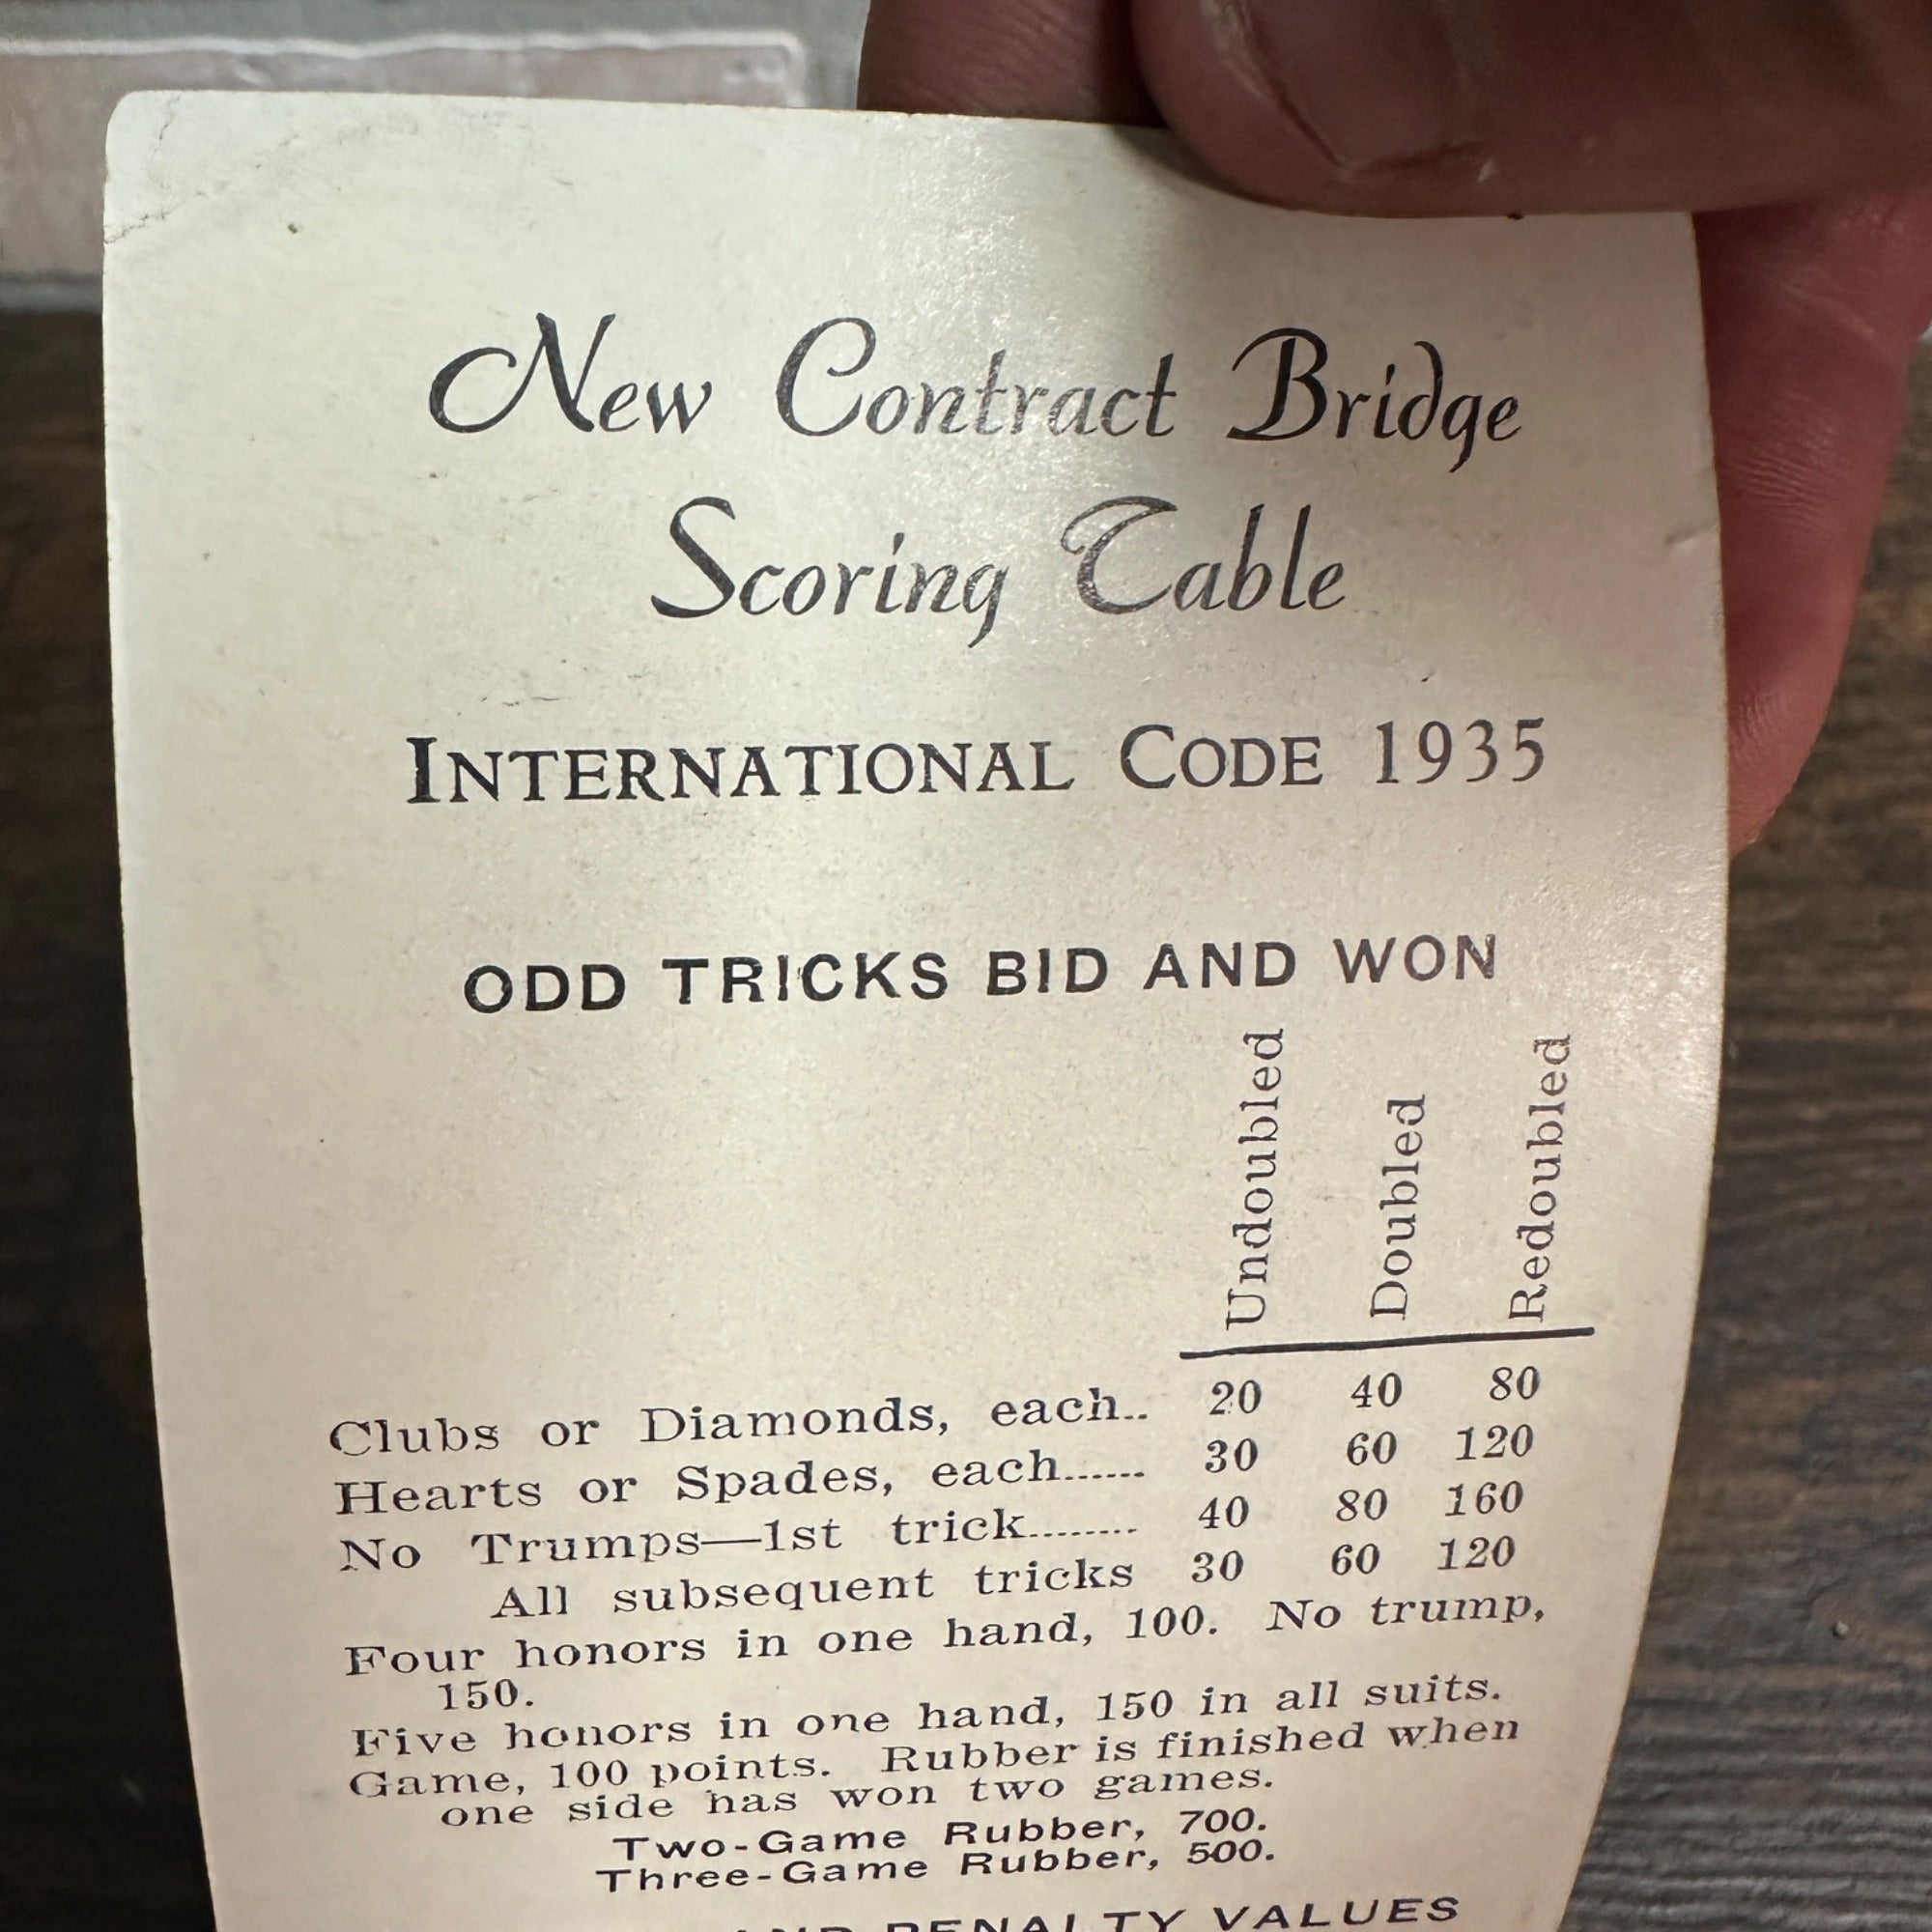 New Contract Bridge
Scoring Table
INTERNATIONAL CODE 1935
ODD TRICKS BID AND WON
Undoubled Doubled Redoubled
Clubs or Diamonds, each.. 20 40 80
Hearts or Spades, each...... 30 60 120
No Trumps—1st trick........ 40 80 160
All subsequent tricks 30 60 120
Four honors in one hand, 100. No trump,
150.
Five honors in one hand, 150 in all suits.
Game, 100 points. Rubber is finished when
one side has won two games.
Two-Game Rubber, 700.
Three-Game Rubber, 500.
AND PENALTY VALUES